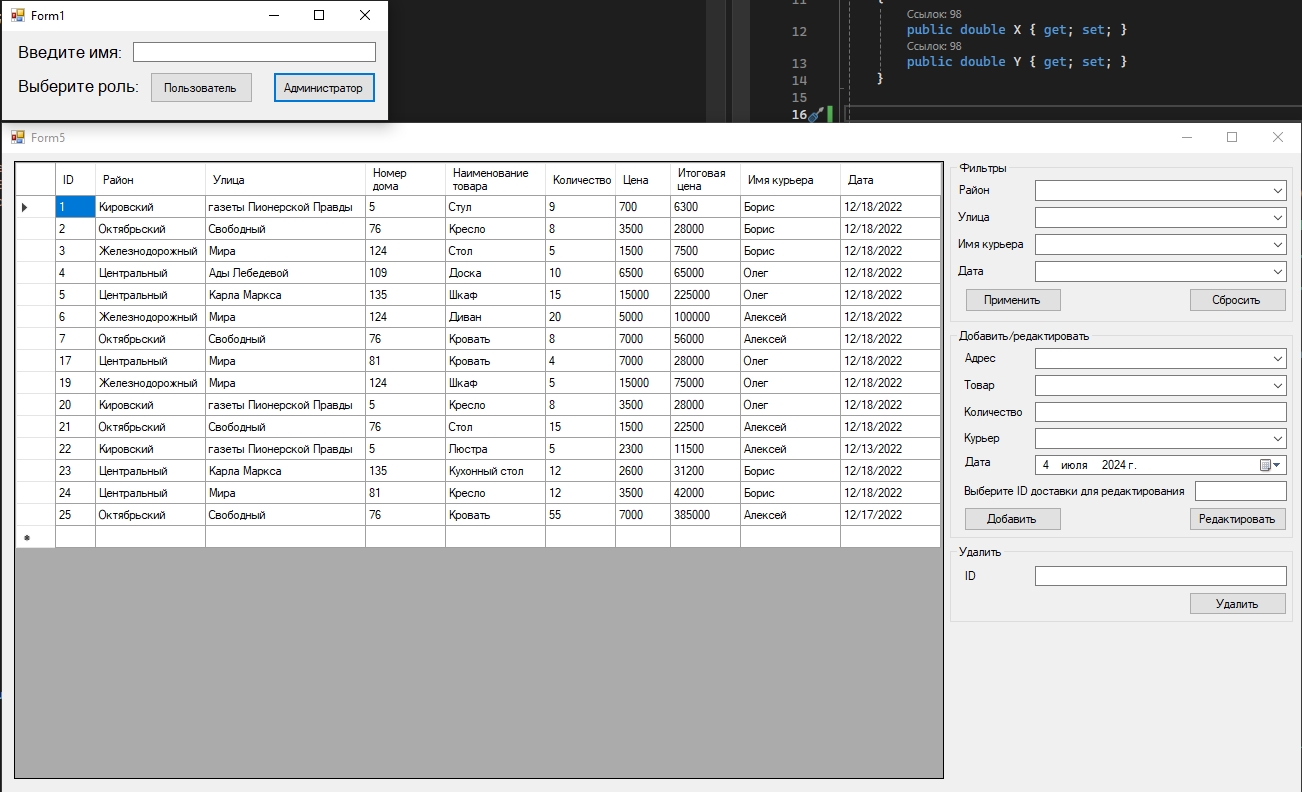 Form1
Введите имя:
Выберите роль: Пользователь Администратор
11 {
Ссылок: 98
12 public double X { get; set; }
Ссылок: 98
13 public double Y { get; set; }
14 }
15
16
Form5
ID Район Улица Номер дома Наименование товара Количество Цена Итоговая цена Имя курьера Дата
1 Кировский газеты Пионерской Правды 5 Стул 9 700 6300 Борис 12/18/2022
2 Октябрьский Свободный 76 Кресло 8 3500 28000 Борис 12/18/2022
3 Железнодорожный Мира 124 Стол 5 1500 7500 Борис 12/18/2022
4 Центральный Ады Лебедевой 109 Доска 10 6500 65000 Олег 12/18/2022
5 Центральный Карла Маркса 135 Шкаф 15 15000 225000 Олег 12/18/2022
6 Железнодорожный Мира 124 Диван 20 5000 100000 Алексей 12/18/2022
7 Октябрьский Свободный 76 Кровать 8 7000 56000 Алексей 12/18/2022
17 Центральный Мира 81 Кровать 4 7000 28000 Олег 12/18/2022
19 Железнодорожный Мира 124 Шкаф 5 15000 75000 Олег 12/18/2022
20 Кировский газеты Пионерской Правды 5 Кресло 8 3500 28000 Олег 12/18/2022
21 Октябрьский Свободный 76 Стол 15 1500 22500 Алексей 12/18/2022
22 Кировский газеты Пионерской Правды 5 Люстра 5 2300 11500 Алексей 12/13/2022
23 Центральный Карла Маркса 135 Кухонный стол 12 2600 31200 Борис 12/18/2022
24 Центральный Мира 81 Кресло 12 3500 42000 Борис 12/18/2022
25 Октябрьский Свободный 76 Кровать 55 7000 385000 Алексей 12/17/2022
Фильтры
Район
Улица
Имя курьера
Дата
Применить Сбросить
Добавить/редактировать
Адрес
Товар
Количество
Курьер
Дата 4 июля 2024 г.
Выберите ID доставки для редактирования
Добавить Редактировать
Удалить
ID
Удалить